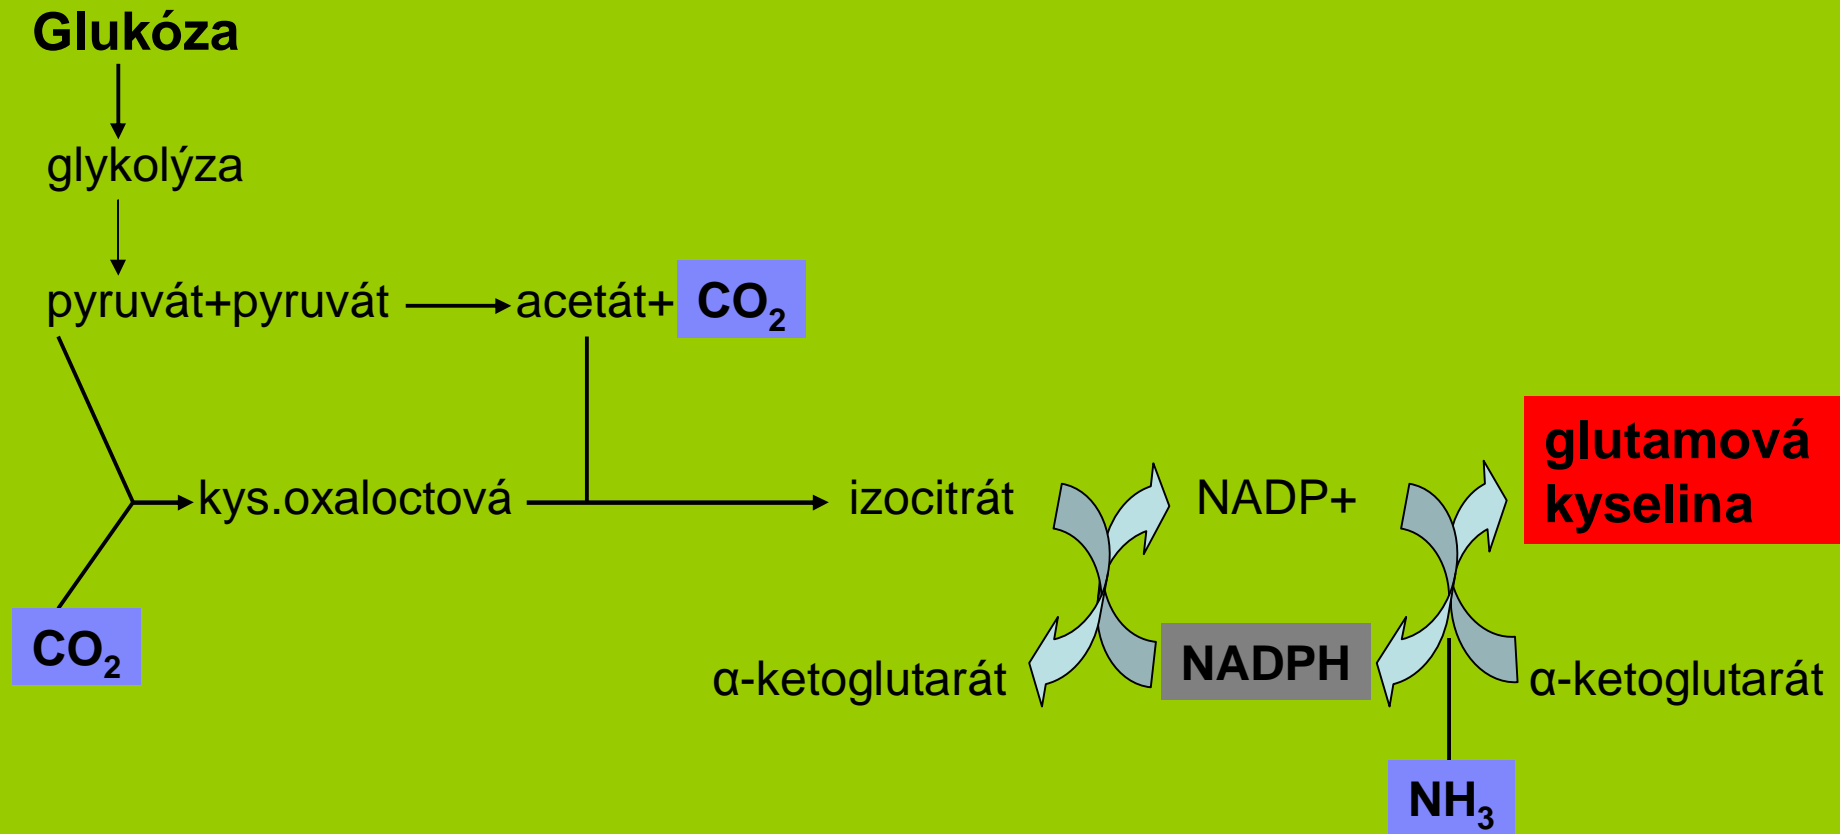 Glukóza
glykolýza
pyruvát+pyruvát
acetát+
CO₂
kys.oxaloctová
izocitrát
NADP+
glutamová
kyselina
CO₂
α-ketoglutarát
NADPH
α-ketoglutarát
NH₃